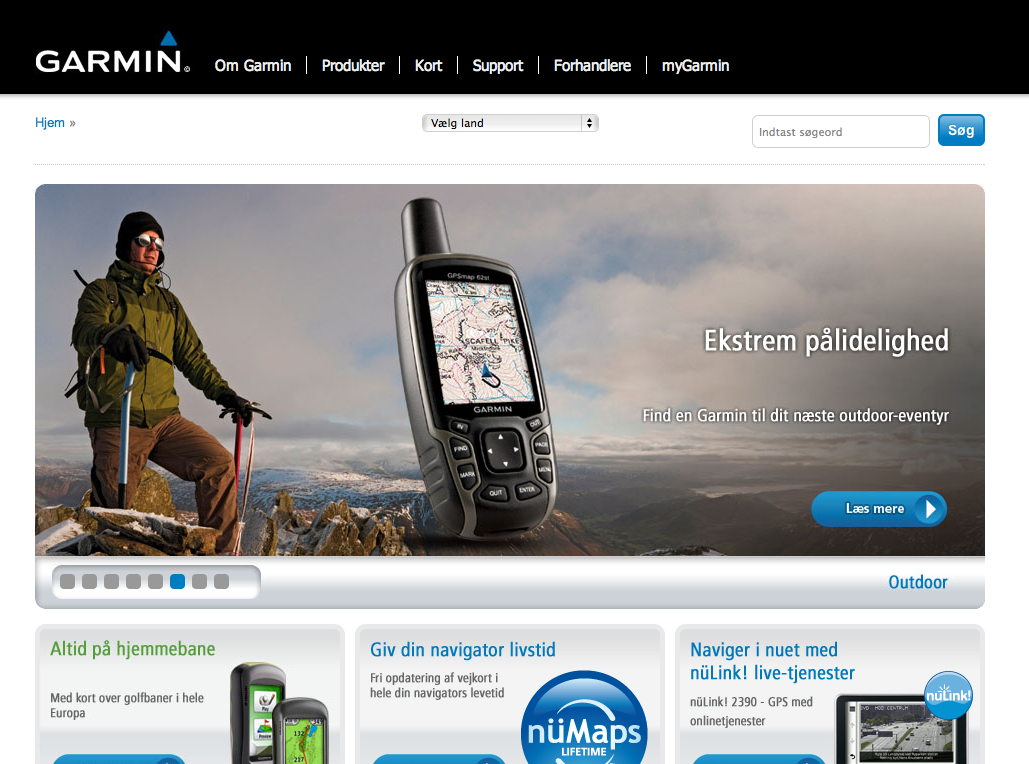 GARMIN
Om Garmin
Produkter
Kort
Support
Forhandlere
myGarmin
Hjem »
Vælg land
Indtast søgeord
Søg
GPSmap 62st
SCAFELL PIKE
GARMIN
IN
OUT
FIND
PAGE
MARK
MENU
QUIT
ENTER
Ekstrem pålidelighed
Find en Garmin til dit næste outdoor-eventyr
Læs mere
Outdoor
Altid på hjemmebane
Med kort over golfbaner i hele
Europa
Giv din navigator livstid
Fri opdatering af vejkort i
hele din navigators levetid
nüMaps
LIFETIME
Naviger i nuet med
nüLink! live-tjenester
nüLink! 2390 - GPS med
onlinetjenester
nüLink!